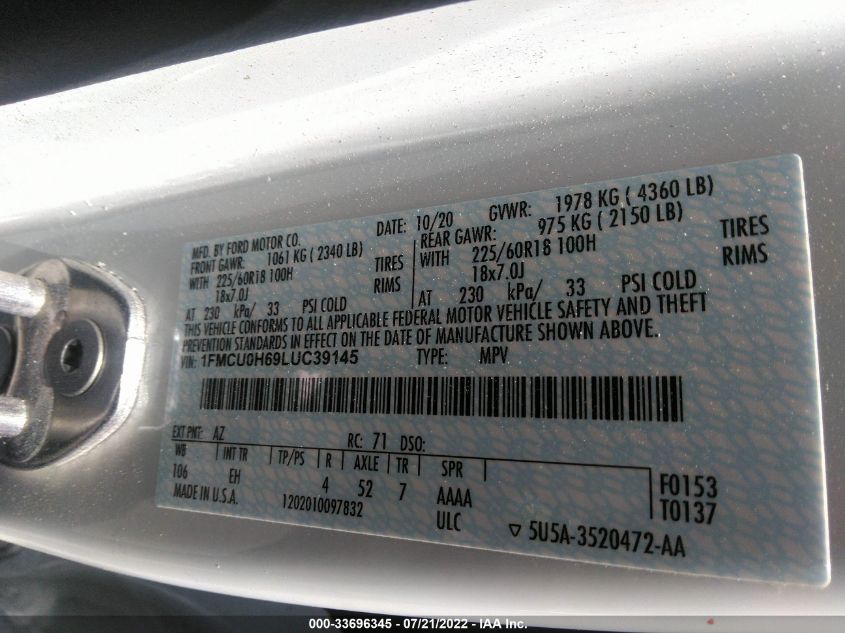 MFD. BY FORD MOTOR CO. DATE: 10/20 GVWR: 1978 KG ( 4360 LB)
FRONT GAWR: 1061 KG ( 2340 LB) REAR GAWR: 975 KG ( 2150 LB)
WITH 225/60R18 100H TIRES WITH 225/60R18 100H TIRES
18x7.0J RIMS 18x7.0J RIMS
AT 230 kPa/ 33 PSI COLD AT 230 kPa/ 33 PSI COLD
THIS VEHICLE CONFORMS TO ALL APPLICABLE FEDERAL MOTOR VEHICLE SAFETY AND THEFT
PREVENTION STANDARDS IN EFFECT ON THE DATE OF MANUFACTURE SHOWN ABOVE.
VIN: 1FMCU0H69LUC39145 TYPE: MPV
EXT PNT: AZ RC: 71 DSO:
WB INT TR TP/PS R AXLE TR SPR
106 EH 4 52 7 AAAA F0153
MADE IN U.S.A. 1202010097832 ULC T0137
▽ 5U5A-3520472-AA
000-33696345 - 07/21/2022 - IAA Inc.